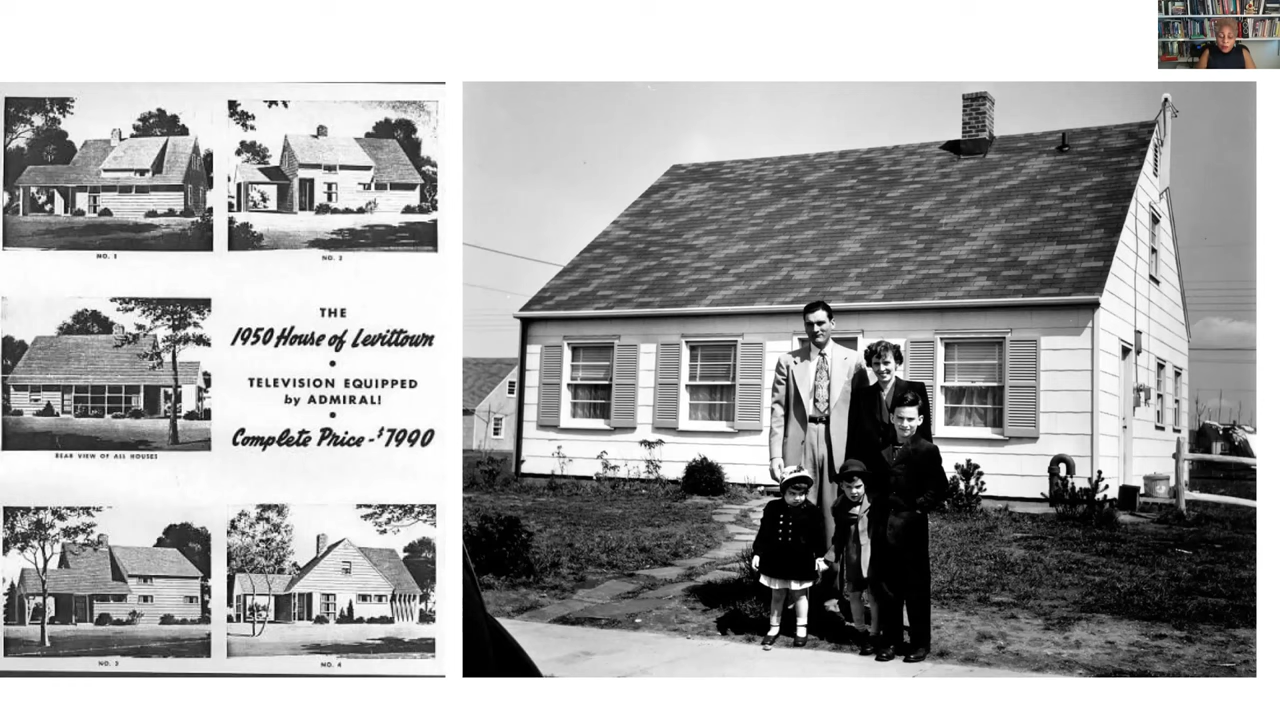 NO. 1
NO. 2
THE
1950 House of Levittown
TELEVISION EQUIPPED
by ADMIRAL!
Complete Price - $7990
REAR VIEW OF ALL HOUSES
NO. 3
NO. 4